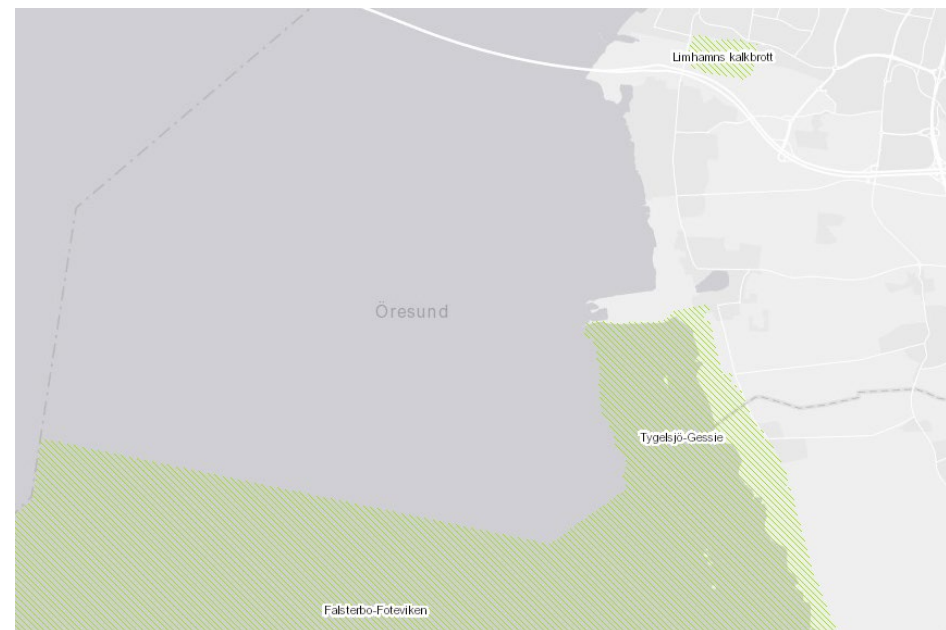 Limhamns kalkbrott
Öresund
Tygelsjö-Gessie
Falsterbo-Foteviken